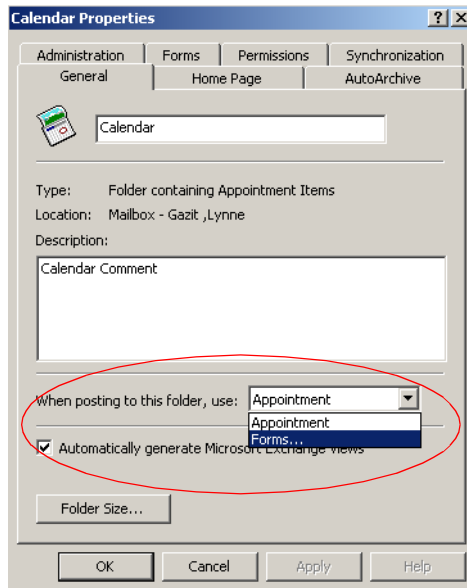 Calendar Properties
Administration Forms Permissions Synchronization
General Home Page AutoArchive
Calendar
Type: Folder containing Appointment Items
Location: Mailbox - Gazit ,Lynne
Description:
Calendar Comment
When posting to this folder, use: Appointment
Appointment
Forms...
Automatically generate Microsoft Exchange views
Folder Size...
OK Cancel Apply Help